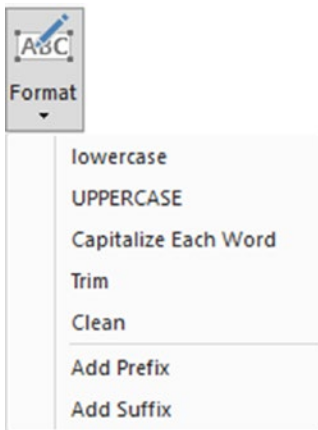 ABC
Format
lowercase
UPPERCASE
Capitalize Each Word
Trim
Clean
Add Prefix
Add Suffix